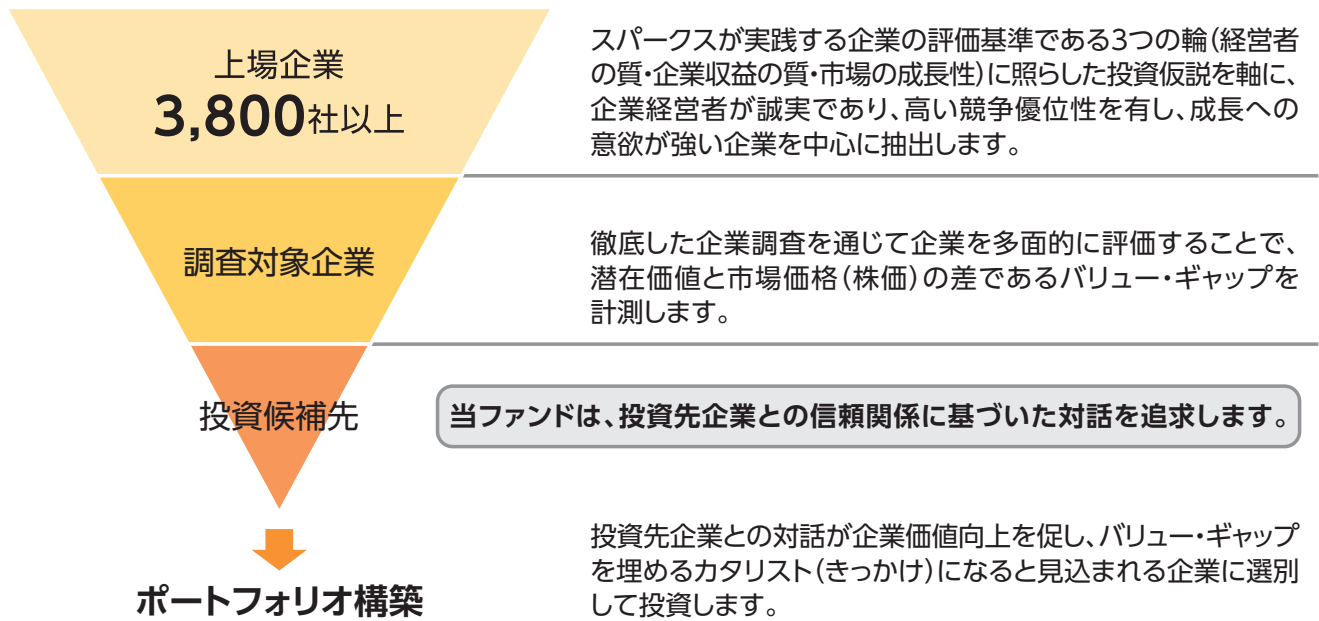 上場企業
3,800社以上
スパークスが実践する企業の評価基準である3つの輪(経営者
の質・企業収益の質・市場の成長性)に照らした投資仮説を軸に、
企業経営者が誠実であり、高い競争優位性を有し、成長への
意欲が強い企業を中心に抽出します。
調査対象企業
徹底した企業調査を通じて企業を多面的に評価することで、
潜在価値と市場価格(株価)の差であるバリュー・ギャップを
計測します。
投資候補先
当ファンドは、投資先企業との信頼関係に基づいた対話を追求します。
ポートフォリオ構築
投資先企業との対話が企業価値向上を促し、バリュー・ギャップ
を埋めるカタリスト(きっかけ)になると見込まれる企業に選別
して投資します。